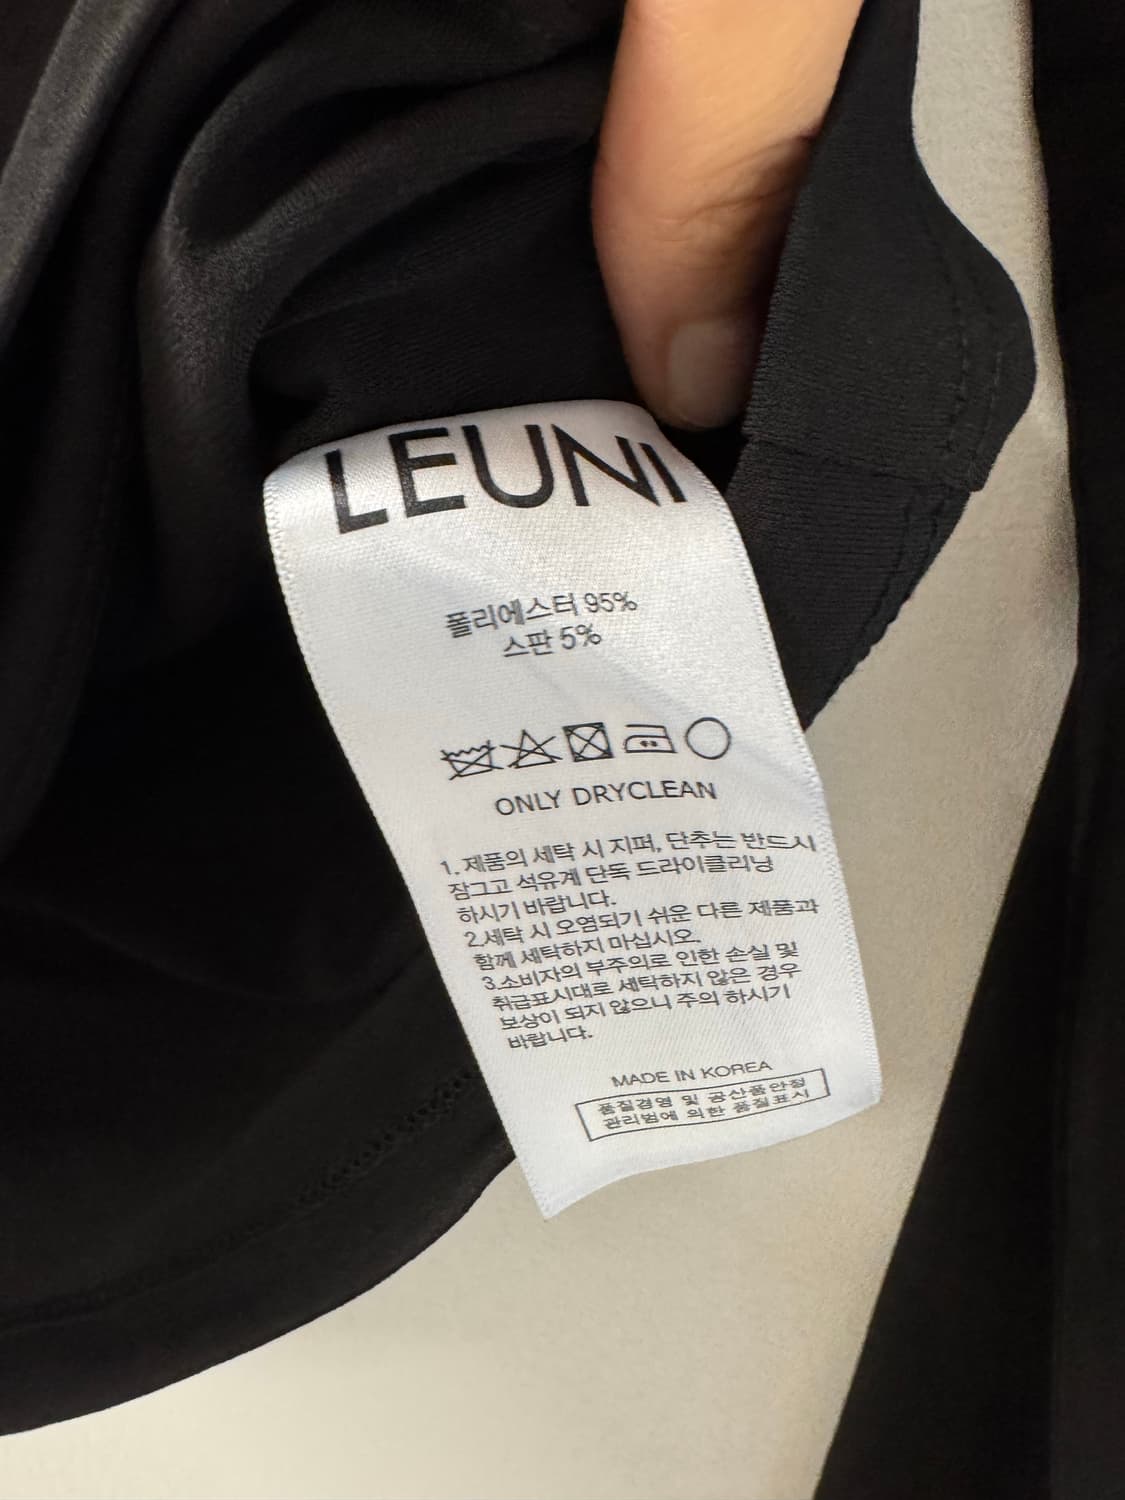 LEUNI
폴리에스터 95%
스판 5%
ONLY DRYCLEAN
1. 제품의 세탁 시 지퍼, 단추는 반드시
잠그고 석유계 단독 드라이클리닝
하시기 바랍니다.
2.세탁 시 오염되기 쉬운 다른 제품과
함께 세탁하지 마십시오.
3.소비자의 부주의로 인한 손실 및
취급표시대로 세탁하지 않은 경우
보상이 되지 않으니 주의 하시기
바랍니다.
MADE IN KOREA
품질경영 및 공산품안정
관리법에 의한 품질표시